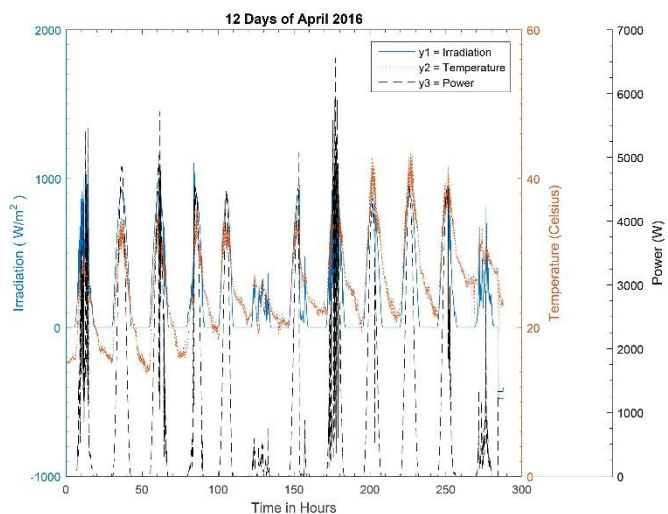 12 Days of April 2016
y1 = Irradiation
y2 = Temperature
y3 = Power
2000
1000
0
-1000
Irradiation ( W/m² )
60
40
20
0
Temperature (Celsius)
7000
6000
5000
4000
3000
2000
1000
0
Power (W)
0 50 100 150 200 250 300
Time in Hours